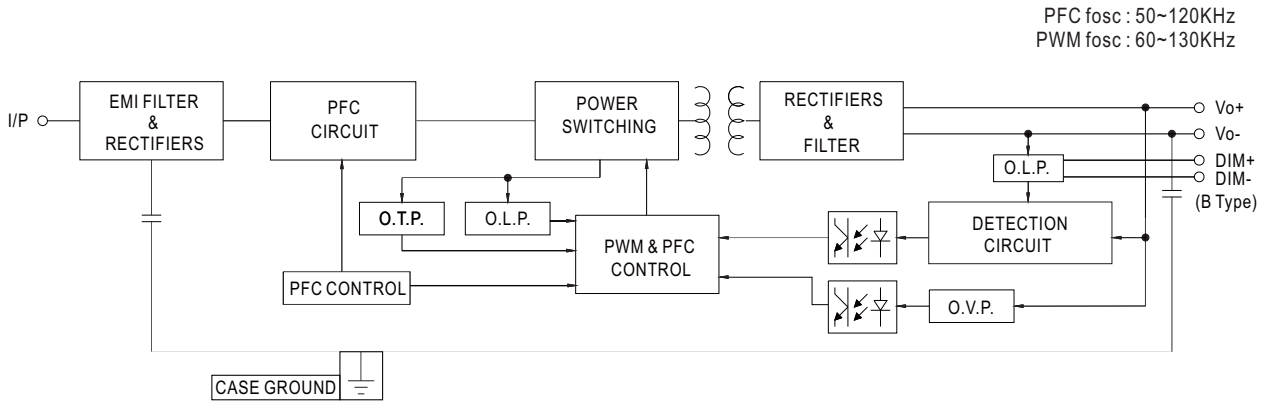 PFC fosc : 50~120KHz
PWM fosc : 60~130KHz
I/P
EMI FILTER
&
RECTIFIERS
PFC
CIRCUIT
POWER
SWITCHING
RECTIFIERS
&
FILTER
Vo+
Vo-
DIM+
DIM-
(B Type)
O.L.P.
O.T.P.
O.L.P.
DETECTION
CIRCUIT
PWM & PFC
CONTROL
PFC CONTROL
O.V.P.
CASE GROUND